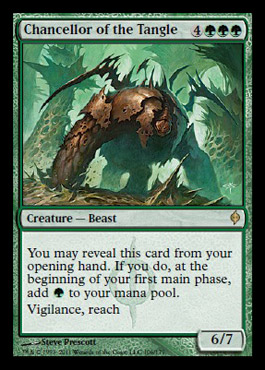 Chancellor of the Tangle 4
Creature — Beast
You may reveal this card from your
opening hand. If you do, at the
beginning of your first main phase,
add to your mana pool.
Vigilance, reach
Steve Prescott
6/7